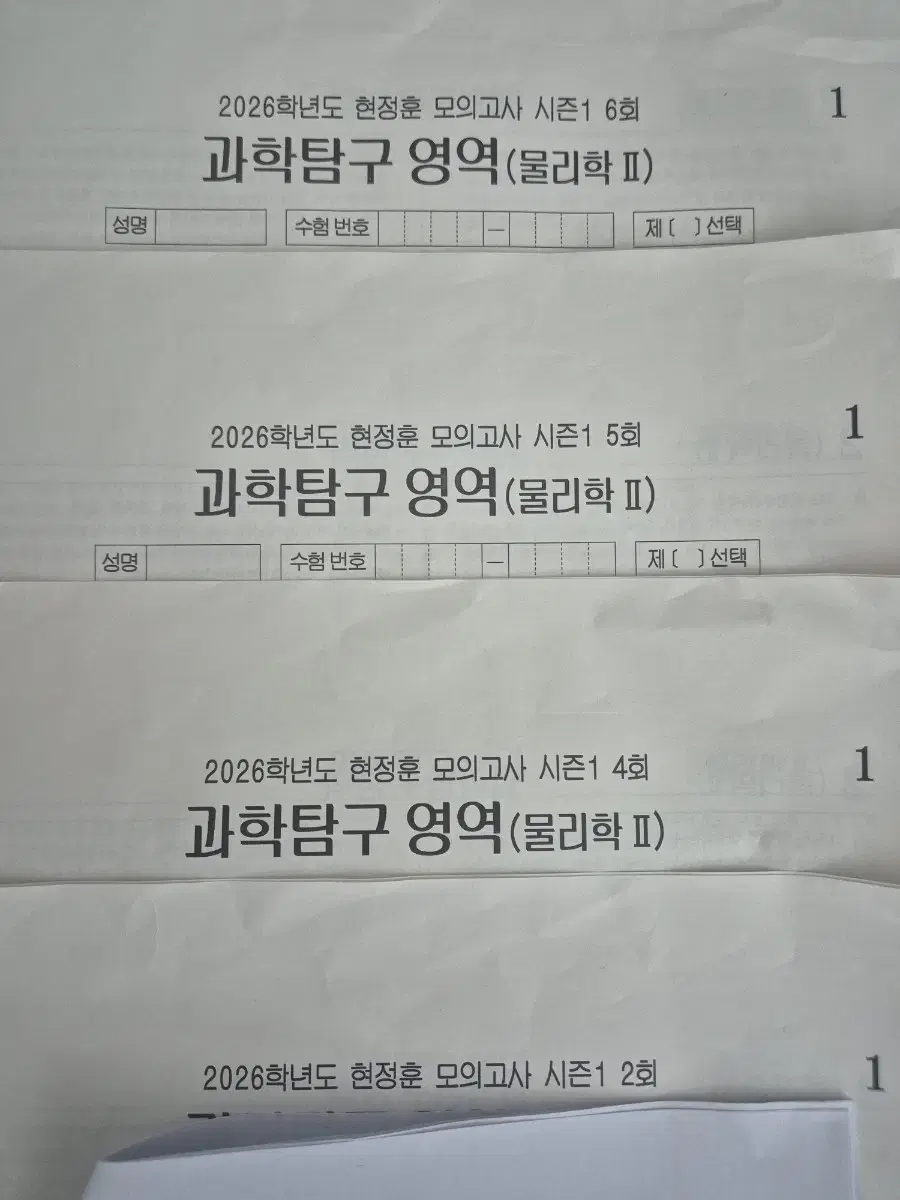 2026학년도 현정훈 모의고사 시즌1 6회
1
과학탐구 영역(물리학 Ⅱ)
성명 수험 번호 — 제 ( ) 선택
2026학년도 현정훈 모의고사 시즌1 5회
1
과학탐구 영역(물리학 Ⅱ)
성명 수험 번호 — 제 ( ) 선택
2026학년도 현정훈 모의고사 시즌1 4회
1
과학탐구 영역(물리학 Ⅱ)
2026학년도 현정훈 모의고사 시즌1 2회
1